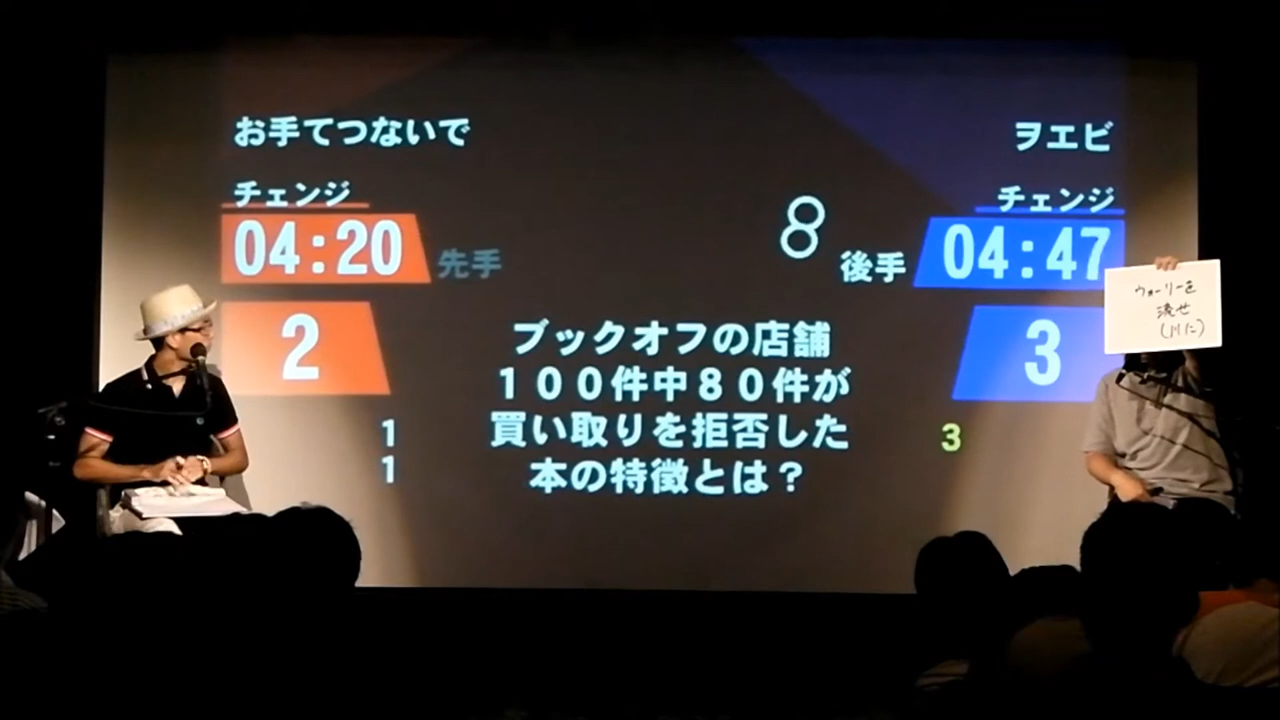 お手てつないで
ヲエビ
チェンジ
チェンジ
04:20
先手
8
後手
04:47
2
3
ブックオフの店舗
１００件中８０件が
買い取りを拒否した
本の特徴とは？
1
1
3
ウォーリーを
流せ
(川に)